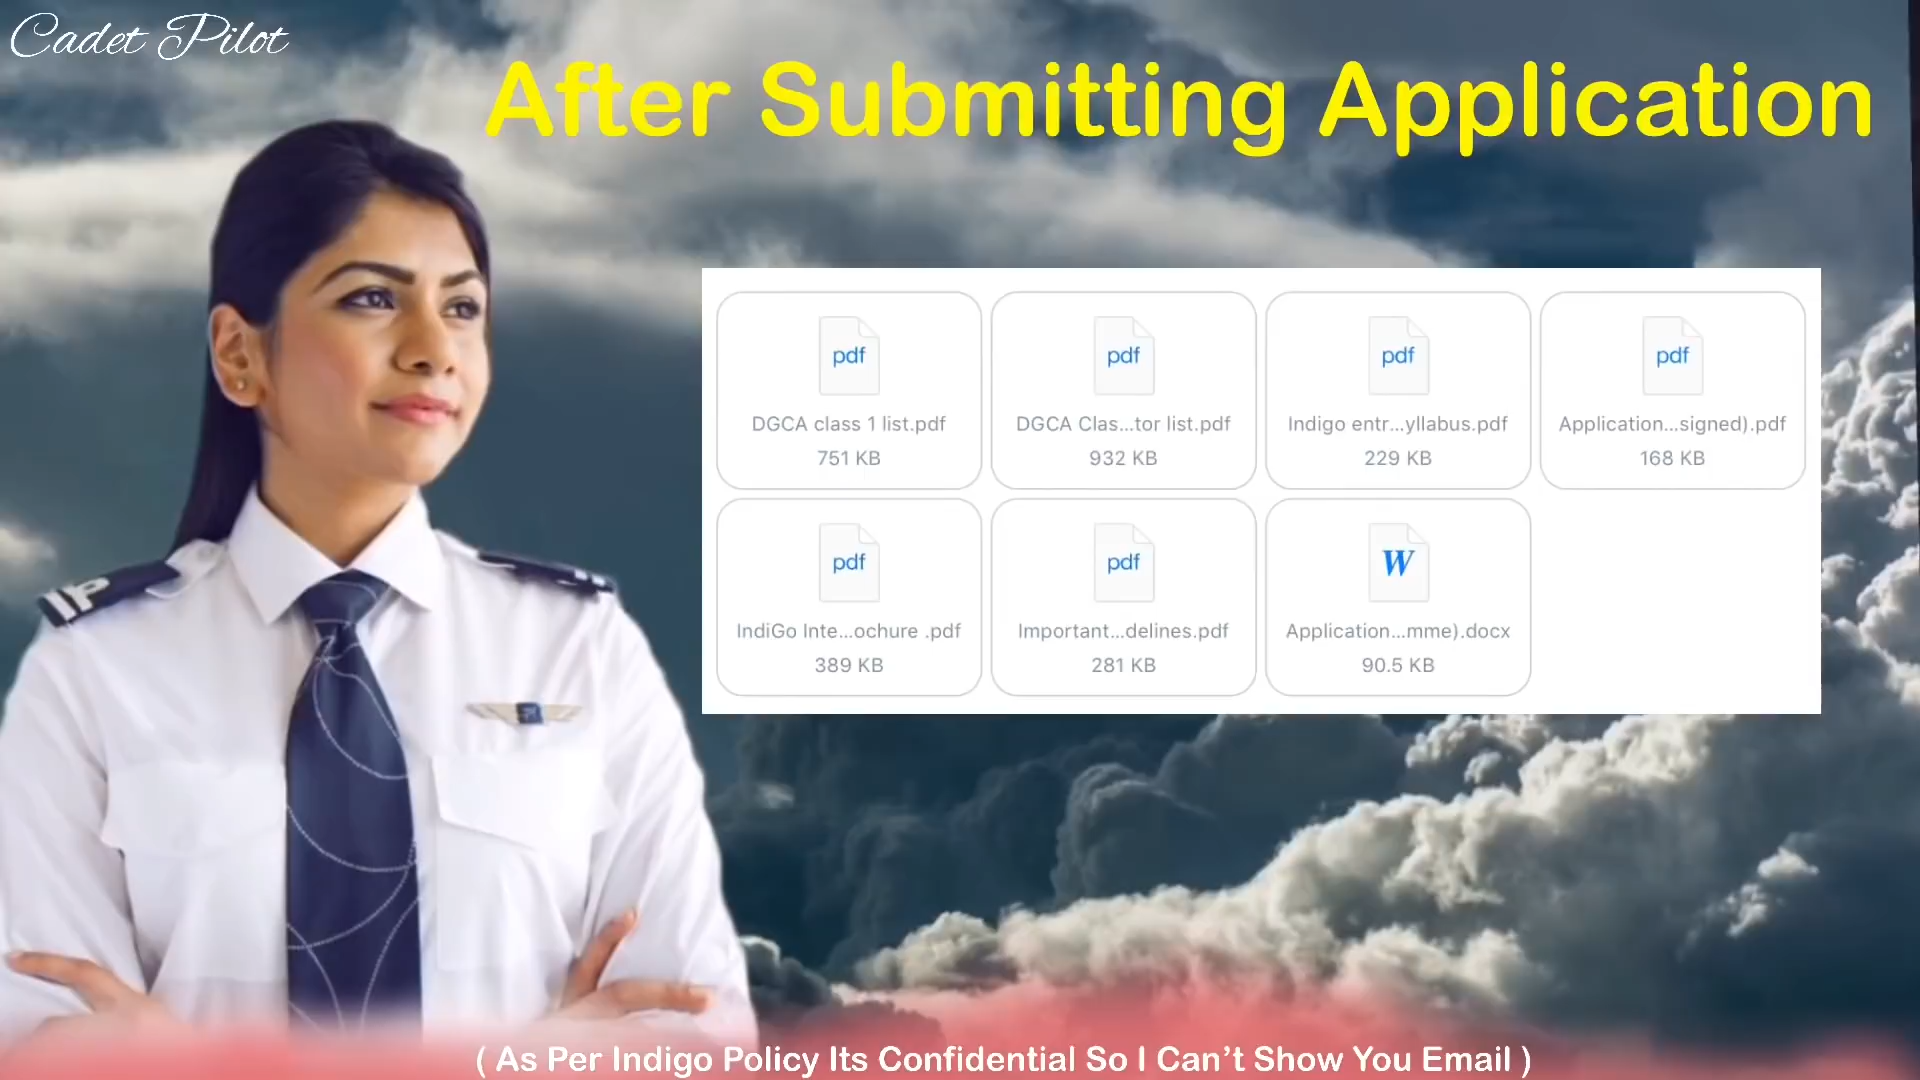 Cadet Pilot
After Submitting Application
pdf
pdf
pdf
pdf
DGCA class 1 list.pdf
DGCA Clas...tor list.pdf
Indigo entr...yllabus.pdf
Application...signed).pdf
751 KB
932 KB
229 KB
168 KB
pdf
pdf
W
IndiGo Inte...ochure .pdf
Important...delines.pdf
Application...mme).docx
389 KB
281 KB
90.5 KB
( As Per Indigo Policy Its Confidential So I Can’t Show You Email )